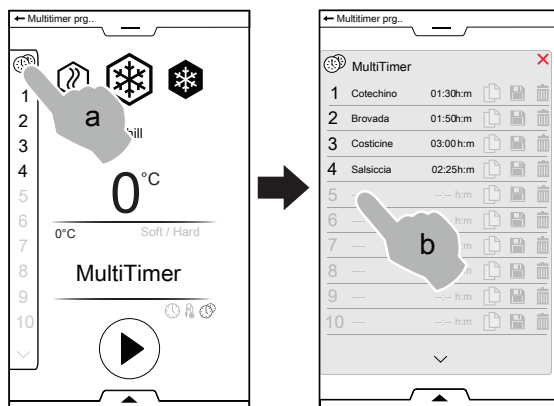 Multitimer prg..
1
2
3
4
5
6
7
8
9
10
a
hill
0°C
0°C Soft / Hard
MultiTimer
Multitimer prg..
MultiTimer
1 Cotechino 01:30h:m
2 Brovada 01:50h:m
3 Costicine 03:00 h:m
4 Salsiccia 02:25h:m
5 --:-- h:m
6 h:m
7 :m
8 --:-- h:m
9 --:-- h:m
10 --:-- h:m
b